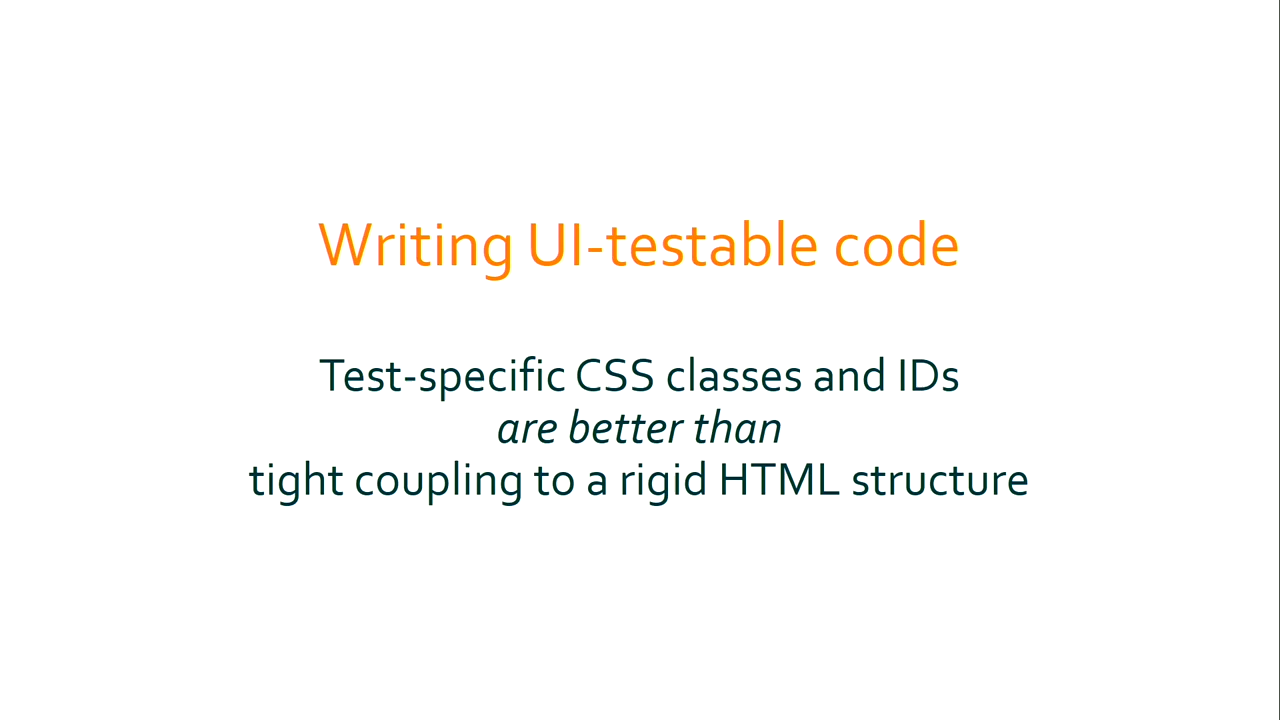 Writing UI-testable code
Test-specific CSS classes and IDs
are better than
tight coupling to a rigid HTML structure